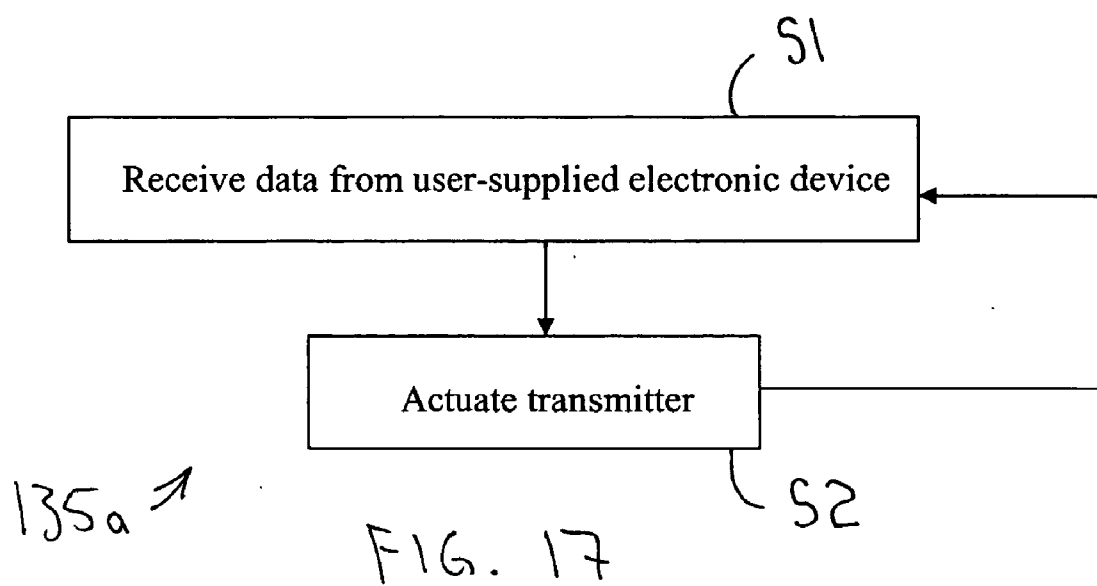 S1
Receive data from user-supplied electronic device
Actuate transmitter
S2
135a
FIG. 17